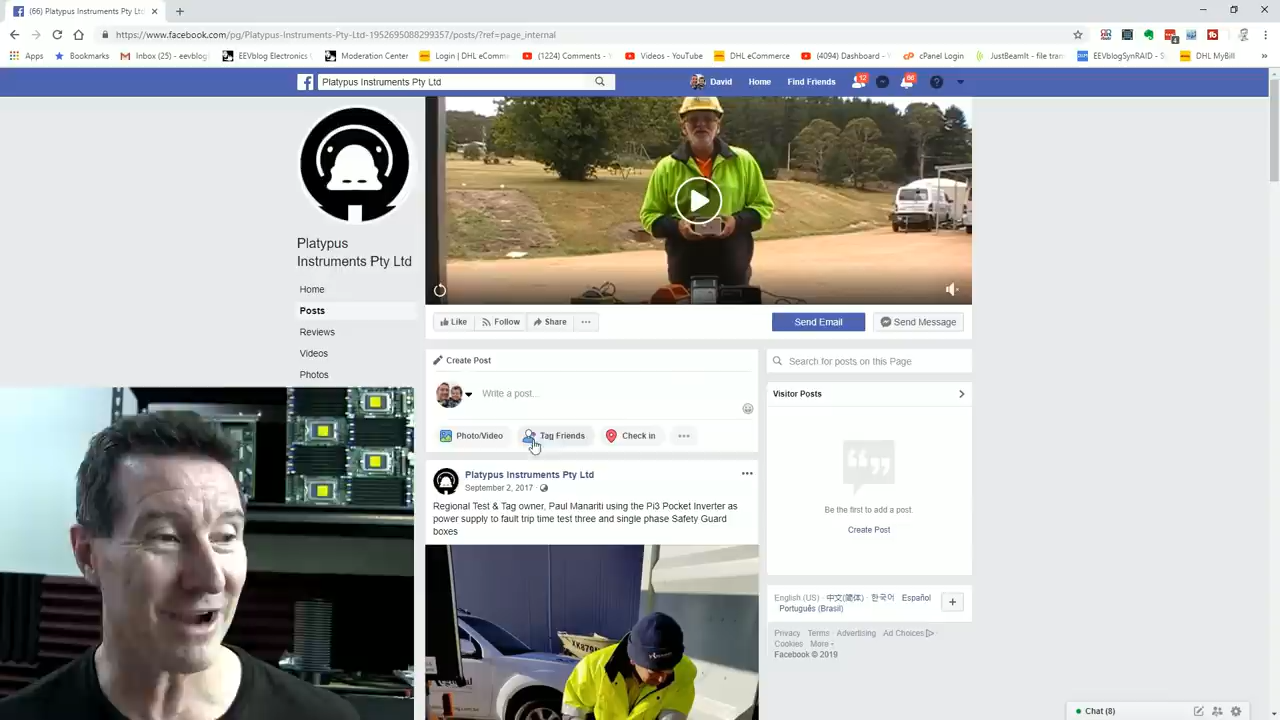 (66) Platypus Instruments Pty Ltd
https://www.facebook.com/pg/Platypus-Instruments-Pty-Ltd-1952695088299357/posts/?ref=page_internal
Apps Bookmarks Inbox (25) - eevblog EEVblog Electronics Moderation Center Login | DHL eComme (1224) Comments - Videos - YouTube DHL eCommerce (4094) Dashboard - cPanel Login JustBeamIt - file tran EEVblogSynRAID - S DHL MyBill
Platypus Instruments Pty Ltd
David Home Find Friends 12 66
Platypus
Instruments Pty Ltd
Home
Posts
Reviews
Videos
Photos
Like Follow Share Send Email Send Message
Create Post
Write a post...
Photo/Video Tag Friends Check in
Platypus Instruments Pty Ltd
September 2, 2017
Regional Test & Tag owner, Paul Manariti using the Pi3 Pocket Inverter as
power supply to fault trip time test three and single phase Safety Guard
boxes
Search for posts on this Page
Visitor Posts
Be the first to add a post.
Create Post
English (US) · 中文(简体) · 한국어 Español
Português (Brasil)
Privacy Terms Advertising Ad Choices
Cookies More
Facebook © 2019
Chat (8)